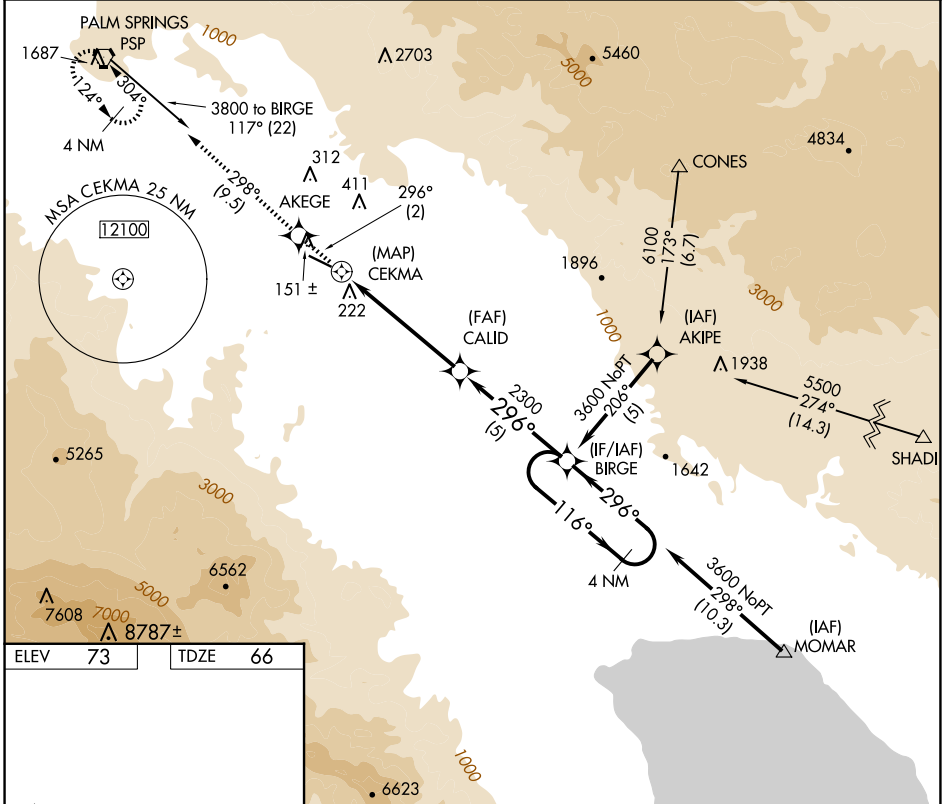 PALM SPRINGS
PSP
1000
1687
124°
304°
4 NM
3800 to BIRGE
117° (22)
2703
5460
5000
4834
298°
(9.5)
312
411
296°
(2)
AKEGE
CONES
MSA CEKMA 25 NM
12100
(MAP)
CEKMA
151 ±
222
6100
173°
(6.7)
1896
3000
1000
(FAF)
CALID
(IAF)
AKIPE
1938
3600 NoPT
206°
(5)
5500
274°
(14.3)
SHADI
2300
296°
(5)
(IF/IAF)
BIRGE
1642
296°
116°
4 NM
5265
3000
3600 NoPT
298°
(10.3)
(IAF)
MOMAR
6562
5000
7608
7000
8787±
ELEV 73
TDZE 66
1000
6623